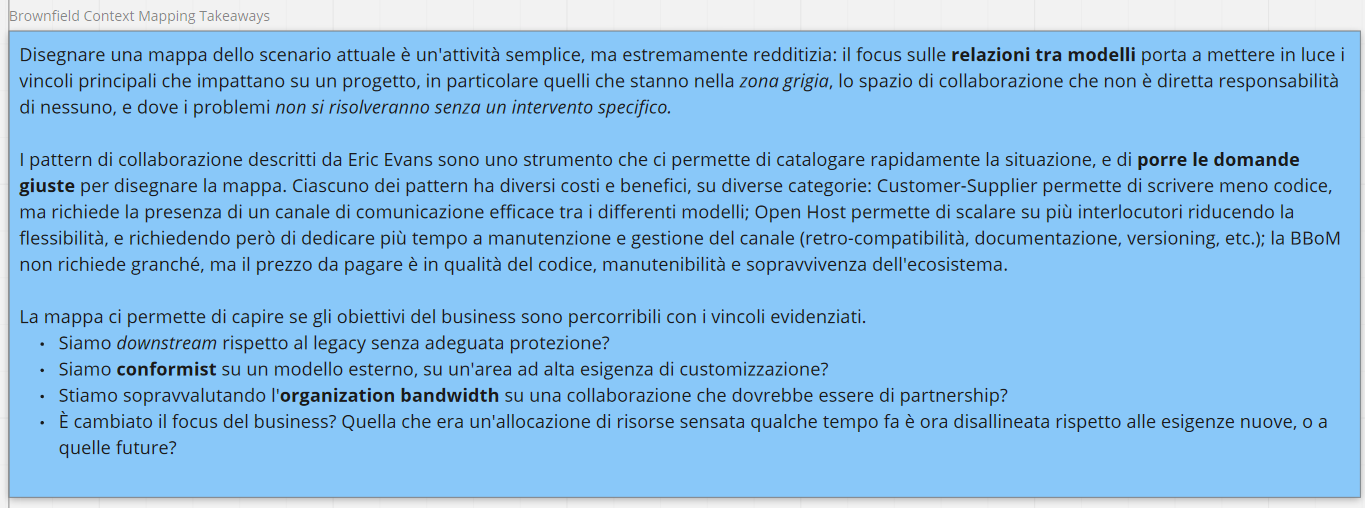 Brownfield Context Mapping Takeaways
Disegnare una mappa dello scenario attuale è un'attività semplice, ma estremamente redditizia: il focus sulle relazioni tra modelli porta a mettere in luce i
vincoli principali che impattano su un progetto, in particolare quelli che stanno nella zona grigia, lo spazio di collaborazione che non è diretta responsabilità
di nessuno, e dove i problemi non si risolveranno senza un intervento specifico.
I pattern di collaborazione descritti da Eric Evans sono uno strumento che ci permette di catalogare rapidamente la situazione, e di porre le domande
giuste per disegnare la mappa. Ciascuno dei pattern ha diversi costi e benefici, su diverse categorie: Customer-Supplier permette di scrivere meno codice,
ma richiede la presenza di un canale di comunicazione efficace tra i differenti modelli; Open Host permette di scalare su più interlocutori riducendo la
flessibilità, e richiedendo però di dedicare più tempo a manutenzione e gestione del canale (retro-compatibilità, documentazione, versioning, etc.); la BBoM
non richiede granché, ma il prezzo da pagare è in qualità del codice, manutenibilità e sopravvivenza dell'ecosistema.
La mappa ci permette di capire se gli obiettivi del business sono percorribili con i vincoli evidenziati.
• Siamo downstream rispetto al legacy senza adeguata protezione?
• Siamo conformist su un modello esterno, su un'area ad alta esigenza di customizzazione?
• Stiamo sopravvalutando l'organization bandwidth su una collaborazione che dovrebbe essere di partnership?
• È cambiato il focus del business? Quella che era un'allocazione di risorse sensata qualche tempo fa è ora disallineata rispetto alle esigenze nuove, o a
quelle future?